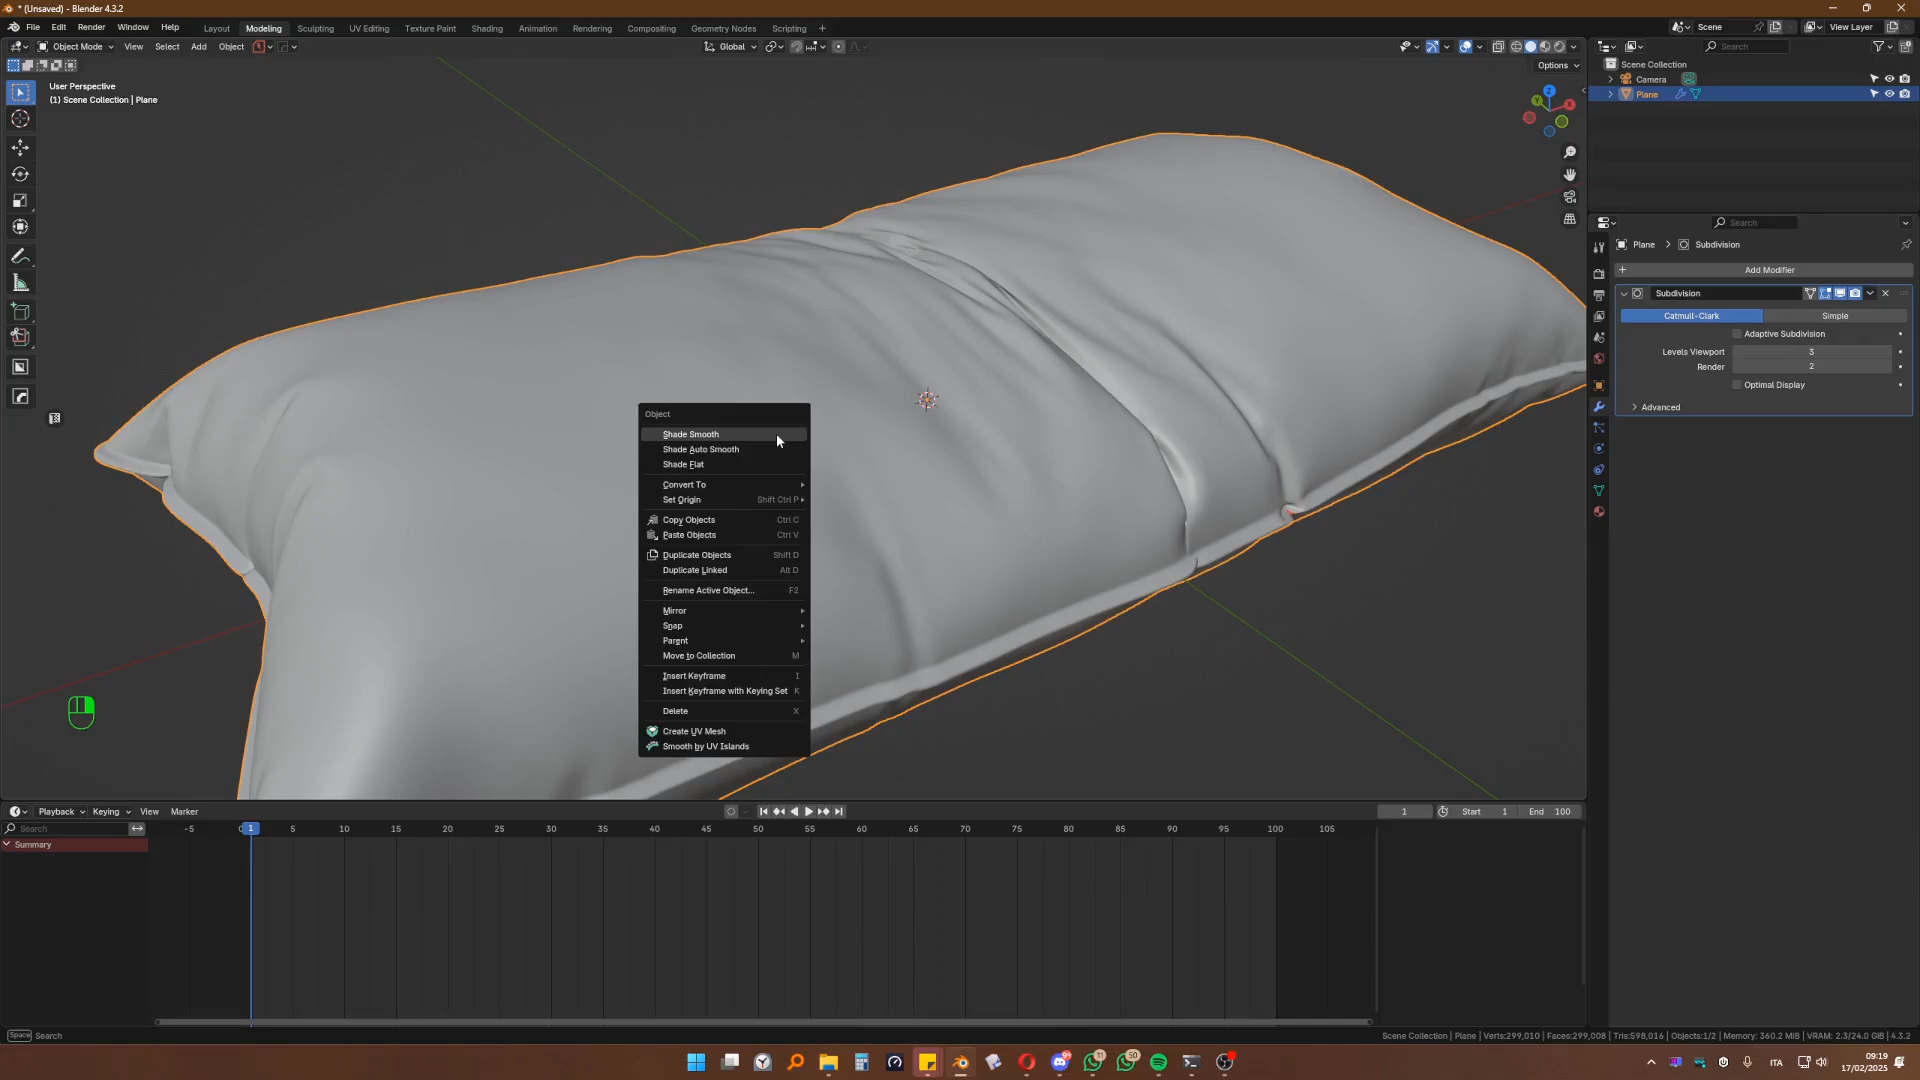 * (Unsaved) - Blender 4.3.2
File Edit Render Window Help Layout Modeling Sculpting UV Editing Texture Paint Shading Animation Rendering Compositing Geometry Nodes Scripting + Scene View Layer
Object Mode View Select Add Object Global Search
Options
User Perspective
(1) Scene Collection | Plane
Scene Collection
Camera
Plane
Z
Y
X
Search
Plane > Subdivision
+ Add Modifier
Subdivision
Catmull-Clark Simple
Adaptive Subdivision
Levels Viewport 3
Render 2
Optimal Display
Advanced
Object
Shade Smooth
Shade Auto Smooth
Shade Flat
Convert To
Set Origin Shift Ctrl P
Copy Objects Ctrl C
Paste Objects Ctrl V
Duplicate Objects Shift D
Duplicate Linked Alt D
Rename Active Object... F2
Mirror
Snap
Parent
Move to Collection M
Insert Keyframe I
Insert Keyframe with Keying Set K
Delete X
Create UV Mesh
Smooth by UV Islands
Playback Keying View Marker 1 Start 1 End 100
Search -5 1 5 10 15 20 25 30 35 40 45 50 55 60 65 70 75 80 85 90 95 100 105
Summary
Space Search Scene Collection | Plane | Verts:299,010 | Faces:299,008 | Tris:598,016 | Objects:1/2 | Memory: 360.2 MiB | VRAM: 2.3/24.0 GiB | 4.3.2
9+ 11 50 ITA 09:19
17/02/2025